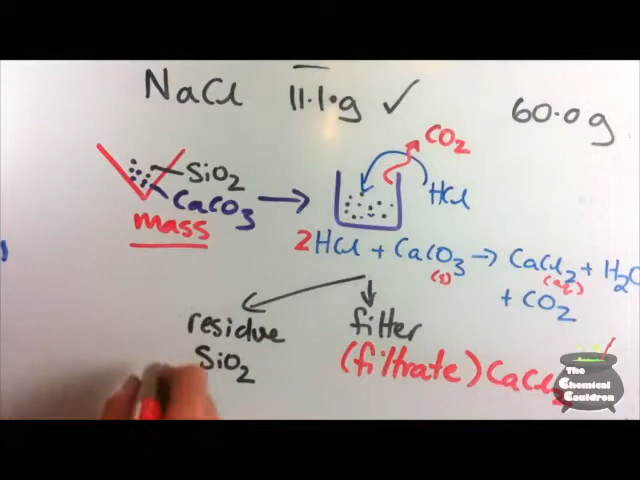 NaCl 11.1.g ✓ 60.0g
CO2
SiO2
CaCO3
HCl
mass
2HCl + CaCO3 (s) → CaCl2 (aq) + H2O
+ CO2
residue
SiO2
filter
(filtrate) CaCl2
The
Chemical
Cauldron